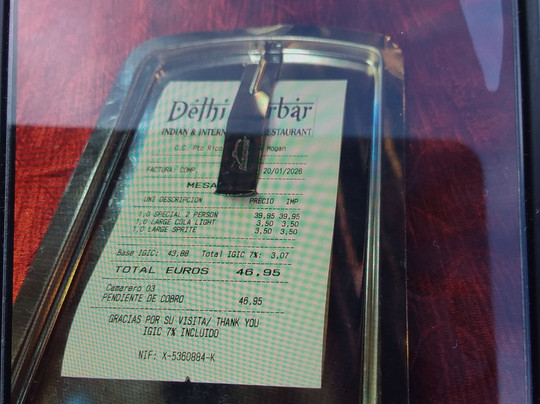 Delhi
INDIAN & RESTAURANT
C.C. Pto Mogan
FACTURA COMP 20/01/2026
MESA
UNI DESCRIPCION PRECIO IMP
1,0 SPECIAL 2 PERSON 39,95 39,95
1,0 LARGE COLA LIGHT 3,50 3,50
1,0 LARGE SPRITE 3,50 3,50
Base IGIC: 43,88 Total IGIC 7%: 3,07
TOTAL EUROS 46,95
Camarero 03
PENDIENTE DE COBRO 46,95
GRACIAS POR SU VISITA/ THANK YOU
IGIC 7% INCLUIDO
NIF: X-5360884-K